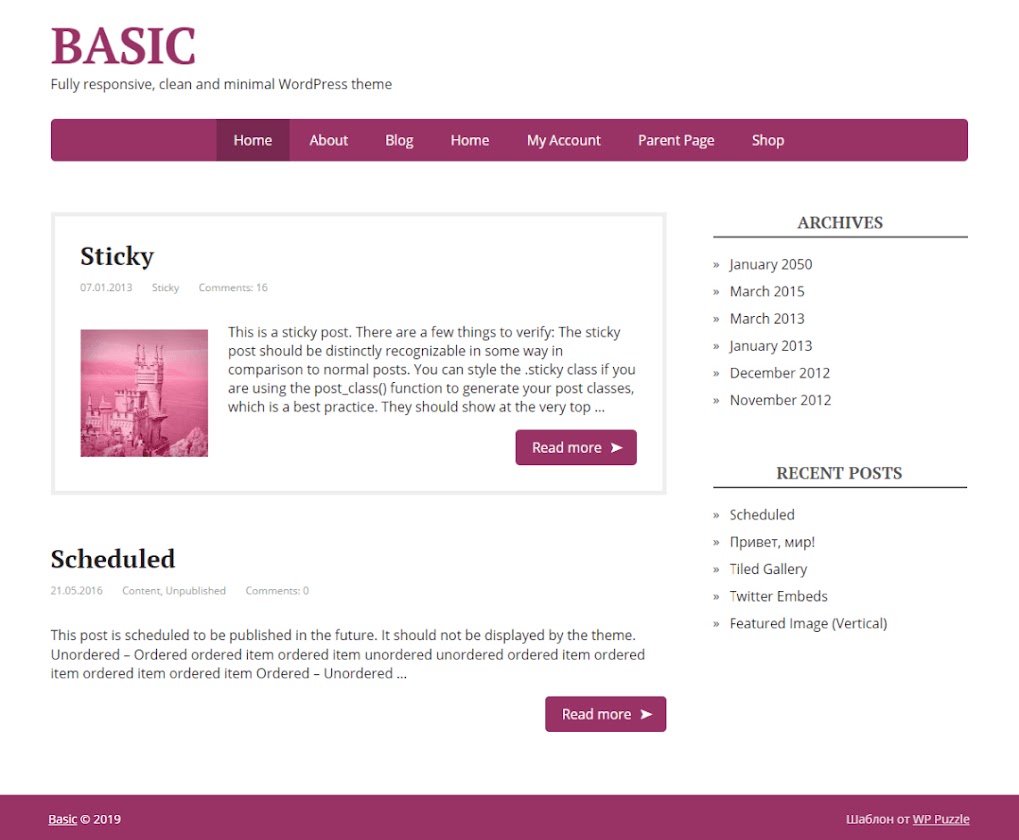 BASIC
Fully responsive, clean and minimal WordPress theme
Home About Blog Home My Account Parent Page Shop
Sticky
07.01.2013 Sticky Comments: 16
This is a sticky post. There are a few things to verify: The sticky
post should be distinctly recognizable in some way in
comparison to normal posts. You can style the .sticky class if you
are using the post_class() function to generate your post classes,
which is a best practice. They should show at the very top ...
Read more ➤
Scheduled
21.05.2016 Content, Unpublished Comments: 0
This post is scheduled to be published in the future. It should not be displayed by the theme.
Unordered – Ordered ordered item ordered item unordered unordered ordered item ordered
item ordered item ordered item Ordered – Unordered ...
Read more ➤
ARCHIVES
» January 2050
» March 2015
» March 2013
» January 2013
» December 2012
» November 2012
RECENT POSTS
» Scheduled
» Привет, мир!
» Tiled Gallery
» Twitter Embeds
» Featured Image (Vertical)
Basic © 2019
Шаблон от WP Puzzle